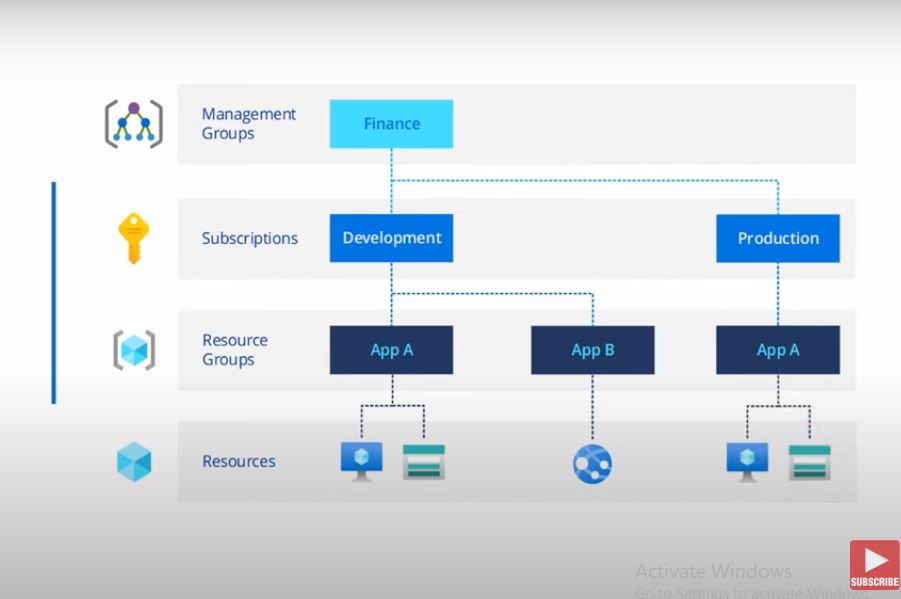 Management
Groups
Finance
Subscriptions
Development
Production
Resource
Groups
App A
App B
App A
Resources
Activate Windows
Go to Settings to activate Windows.
SUBSCRIBE